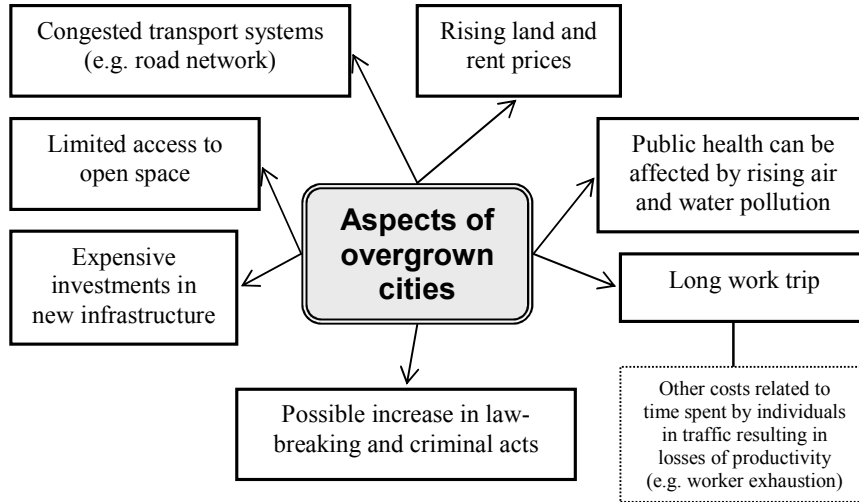 Congested transport systems
(e.g. road network)
Rising land and
rent prices
Limited access to
open space
Public health can be
affected by rising air
and water pollution
Aspects of
overgrown
cities
Expensive
investments in
new infrastructure
Long work trip
Possible increase in law-
breaking and criminal acts
Other costs related to
time spent by individuals
in traffic resulting in
losses of productivity
(e.g. worker exhaustion)